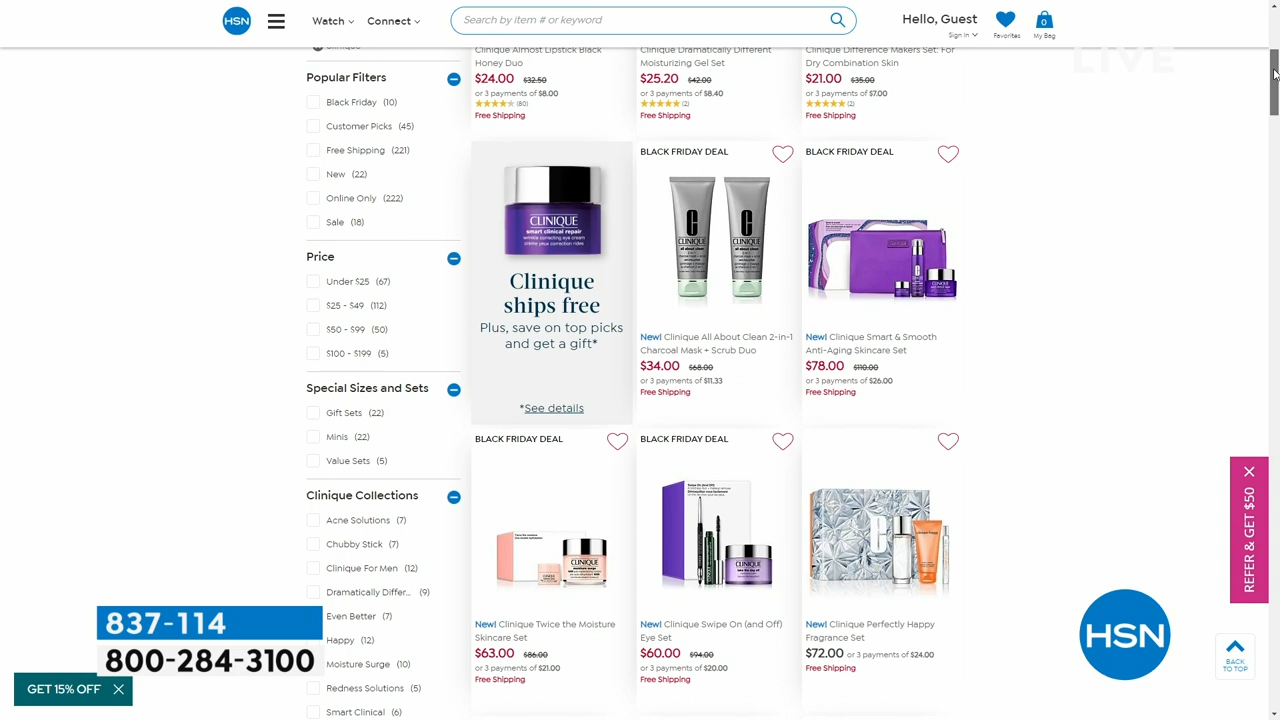 HSN
Watch
Connect
Search by item # or keyword
Hello, Guest
Sign In
Favorites
0
My Bag
LIVE
Clinique Almost Lipstick Black
Honey Duo
$24.00 $32.50
or 3 payments of $8.00
(80)
Free Shipping
Clinique Dramatically Different
Moisturizing Gel Set
$25.20 $42.00
or 3 payments of $8.40
(2)
Free Shipping
Clinique Difference Makers Set: For
Dry Combination Skin
$21.00 $35.00
or 3 payments of $7.00
(2)
Free Shipping
Popular Filters
Black Friday (10)
Customer Picks (45)
Free Shipping (221)
New (22)
Online Only (222)
Sale (18)
Price
Under $25 (67)
$25 - $49 (112)
$50 - $99 (50)
$100 - $199 (5)
Special Sizes and Sets
Gift Sets (22)
Minis (22)
Value Sets (5)
Clinique Collections
Acne Solutions (7)
Chubby Stick (7)
Clinique For Men (12)
Dramatically Differ... (9)
Even Better (7)
Happy (12)
Moisture Surge (10)
Redness Solutions (5)
Smart Clinical (6)
CLINIQUE
smart clinical repair
wrinkle correcting eye cream
Clinique
ships free
Plus, save on top picks
and get a gift*
*See details
BLACK FRIDAY DEAL
CLINIQUE
CLINIQUE
New! Clinique All About Clean 2-in-1
Charcoal Mask + Scrub Duo
$34.00 $68.00
or 3 payments of $11.33
Free Shipping
BLACK FRIDAY DEAL
New! Clinique Smart & Smooth
Anti-Aging Skincare Set
$78.00 $110.00
or 3 payments of $26.00
Free Shipping
BLACK FRIDAY DEAL
CLINIQUE
New! Clinique Twice the Moisture
Skincare Set
$63.00 $86.00
or 3 payments of $21.00
Free Shipping
BLACK FRIDAY DEAL
CLINIQUE
New! Clinique Swipe On (and Off)
Eye Set
$60.00 $94.00
or 3 payments of $20.00
Free Shipping
New! Clinique Perfectly Happy
Fragrance Set
$72.00 or 3 payments of $24.00
Free Shipping
REFER & GET $50
837-114
800-284-3100
GET 15% OFF
HSN
BACK
TO TOP